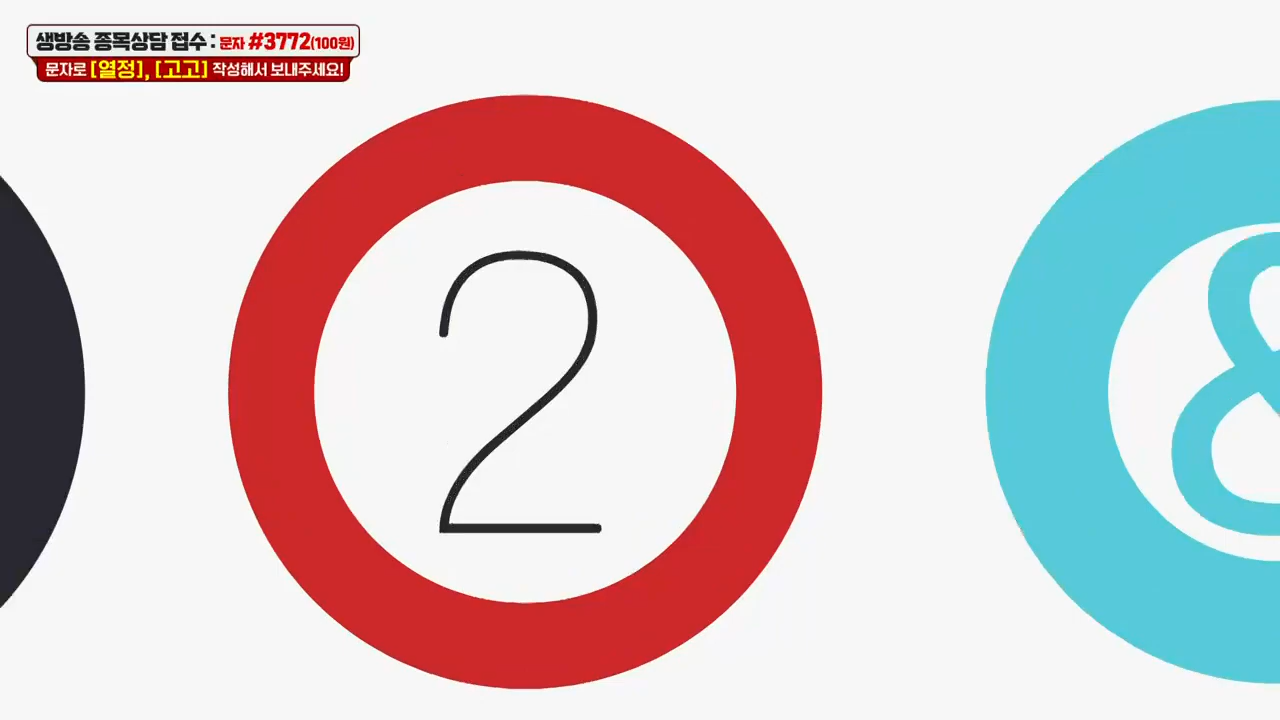 생방송 종목상담 접수 : 문자 #3772(100원)
문자로 [열정], [고고] 작성해서 보내주세요!
2
&